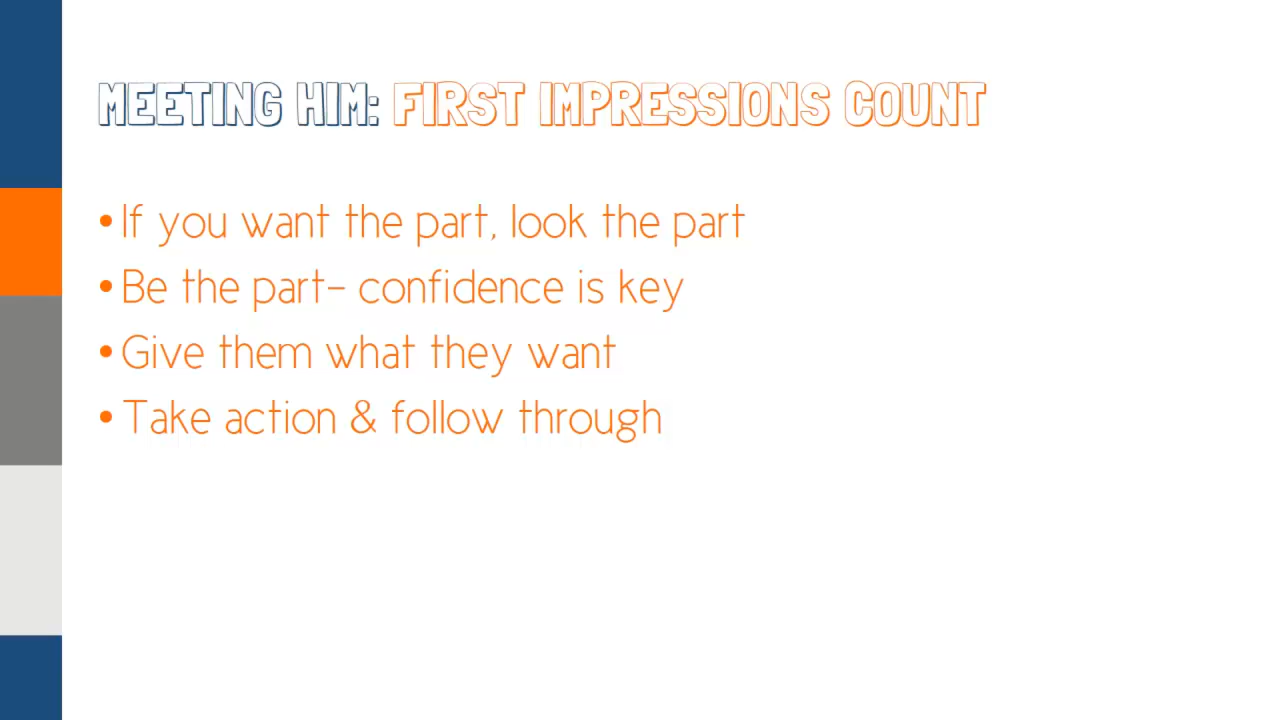 MEETING HIM: FIRST IMPRESSIONS COUNT
• If you want the part, look the part
• Be the part- confidence is key
• Give them what they want
• Take action & follow through